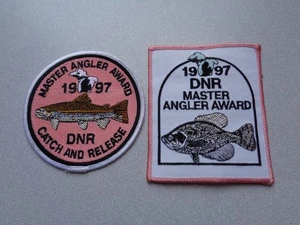 MASTER ANGLER AWARD
19 97
DNR
CATCH AND RELEASE
19 97
DNR
MASTER
ANGLER AWARD